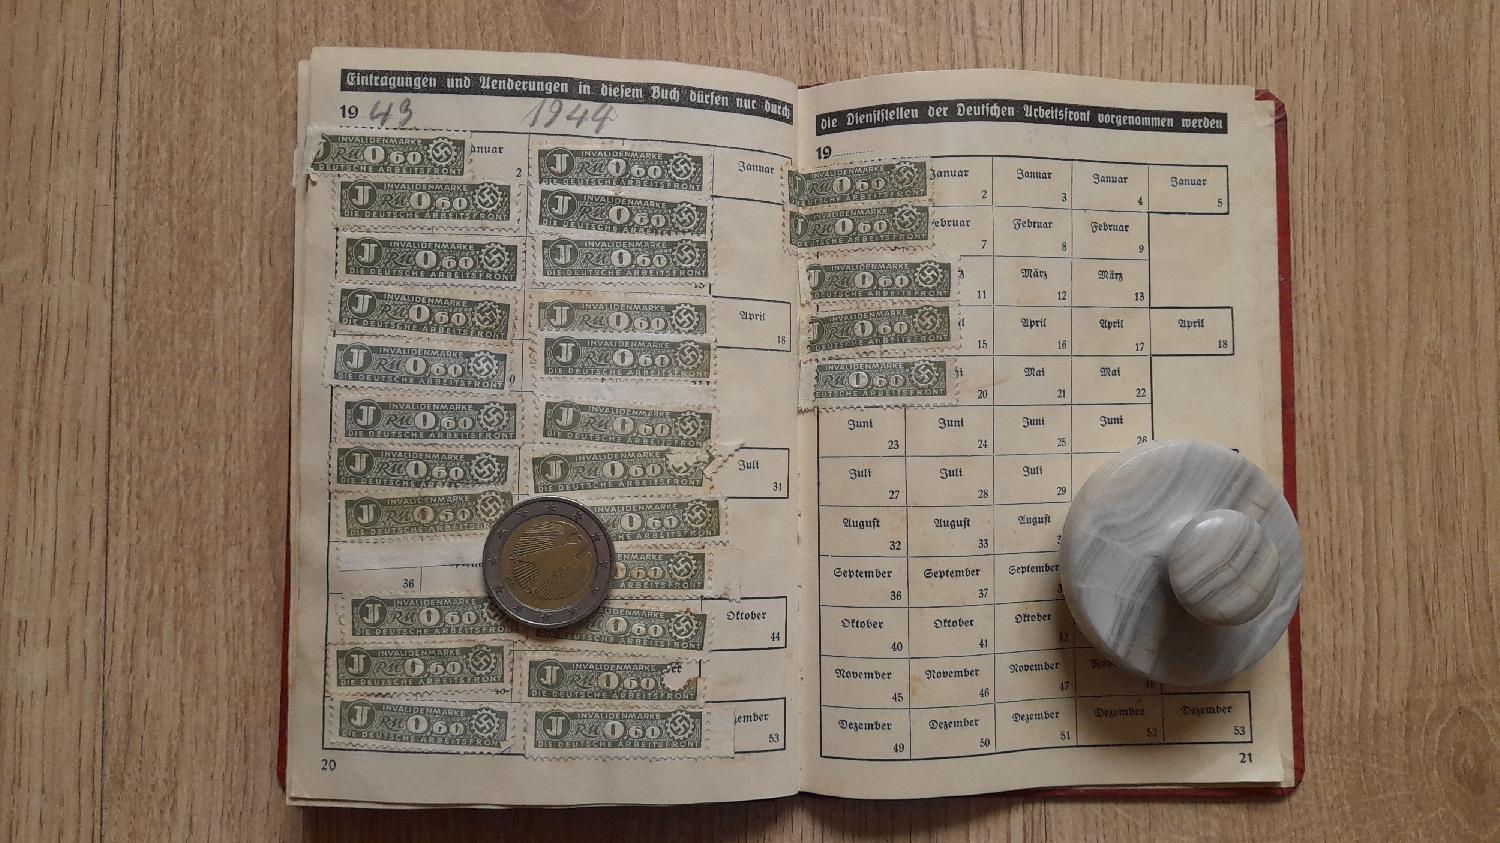 Eintragungen und Aenderungen in diesem Buch dürfen nur durch
19 43 1944
Januar
2
INVALIDENMARKE
RM 0 60
DIE DEUTSCHE ARBEITSFRONT
Januar
April
18
Juli
31
36
Oktober
44
53
20
die Dienststellen der Deutschen Arbeitsfront vorgenommen werden
19
Januar Januar Januar Januar
2 3 4 5
Februar Februar Februar
7 8 9
März März
11 12 13
April April April
15 16 17 18
Mai Mai
20 21 22
Juni Juni Juni Juni
23 24 25 26
Juli Juli Juli
27 28 29
August August August
32 33
September September September
36 37
Oktober Oktober Oktober
40 41 42
November November November
45 46 47 48
Dezember Dezember Dezember Dezember Dezember
49 50 51 52 53
21